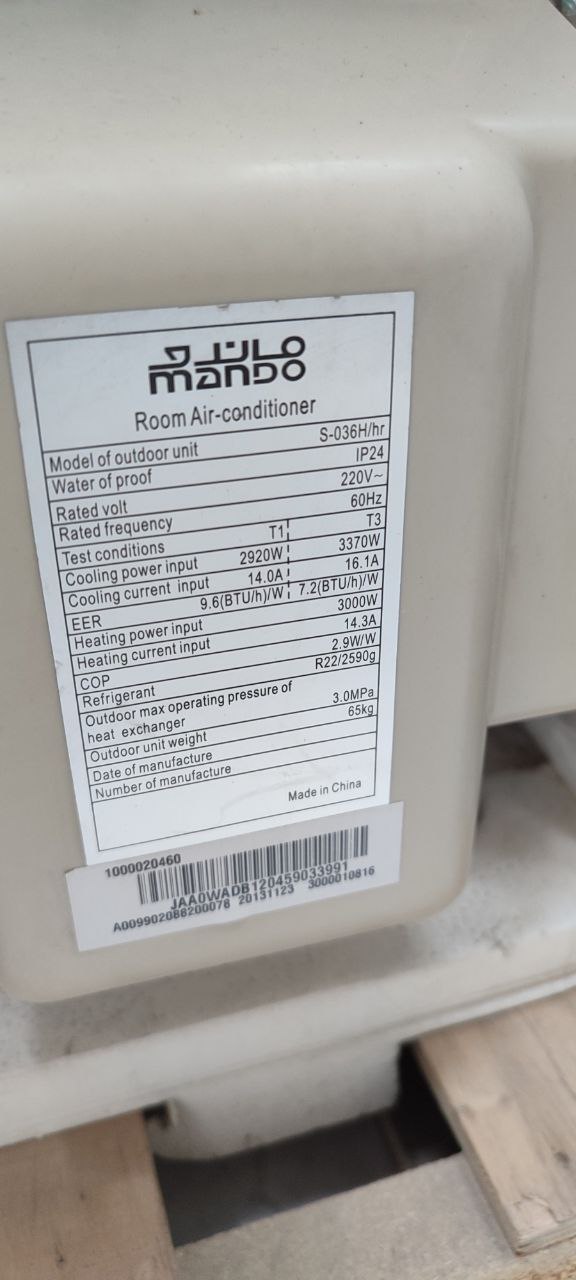 ماندو
mando
Room Air-conditioner
Model of outdoor unit S-036H/hr
Water of proof IP24
Rated volt 220V~
Rated frequency 60Hz
Test conditions T1 T3
Cooling power input 2920W 3370W
Cooling current input 14.0A 16.1A
EER 9.6(BTU/h)/W 7.2(BTU/h)/W
Heating power input 3000W
Heating current input 14.3A
COP 2.9W/W
Refrigerant R22/2590g
Outdoor max operating pressure of
heat exchanger 3.0MPa
Outdoor unit weight 65kg
Date of manufacture
Number of manufacture
Made in China
1000020460
JAA0WADB120459033991
A009902088200078 20131123 3000010816